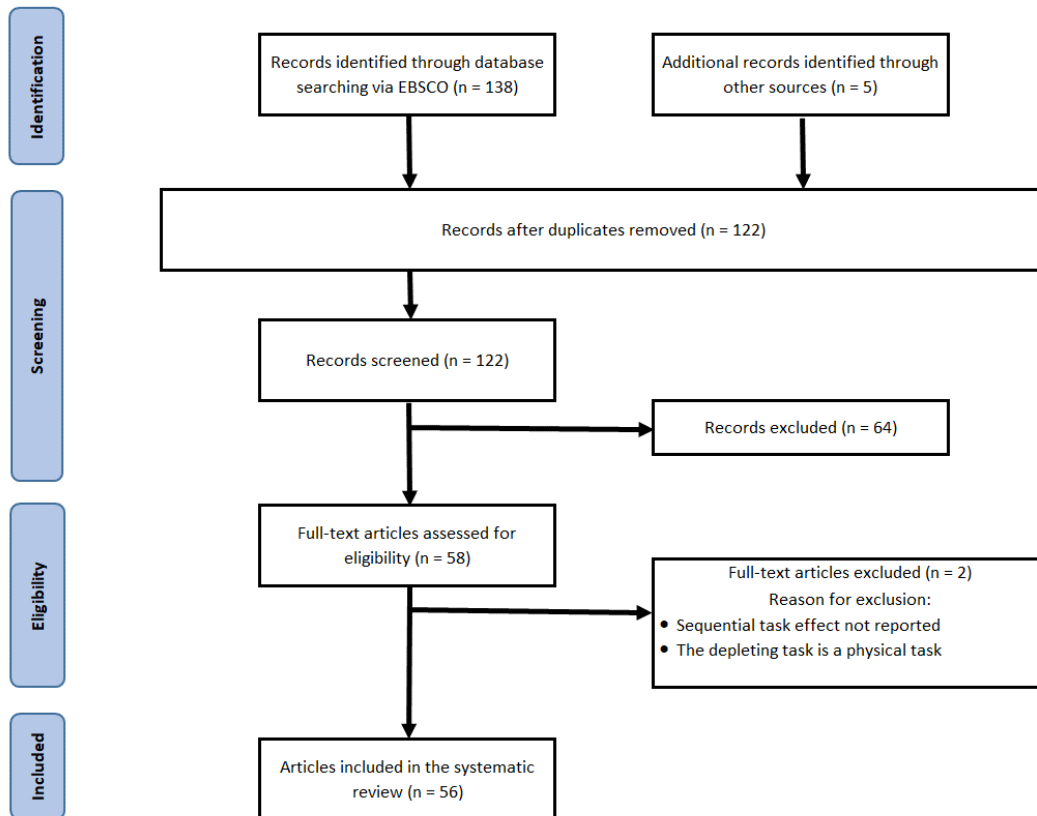 Identification
Records identified through database
searching via EBSCO (n = 138)
Additional records identified through
other sources (n = 5)
Screening
Records after duplicates removed (n = 122)
Records screened (n = 122)
Records excluded (n = 64)
Eligibility
Full-text articles assessed for
eligibility (n = 58)
Full-text articles excluded (n = 2)
Reason for exclusion:
• Sequential task effect not reported
• The depleting task is a physical task
Included
Articles included in the systematic
review (n = 56)